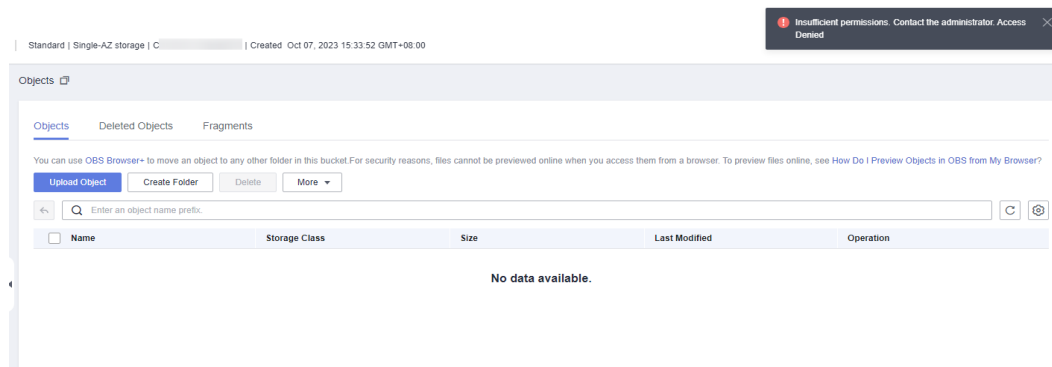 Insufficient permissions. Contact the administrator. Access
Denied
Standard | Single-AZ storage | C | Created Oct 07, 2023 15:33:52 GMT+08:00
Objects
Objects Deleted Objects Fragments
You can use OBS Browser+ to move an object to any other folder in this bucket.For security reasons, files cannot be previewed online when you access them from a browser. To preview files online, see How Do I Preview Objects in OBS from My Browser?
Upload Object Create Folder Delete More
Enter an object name prefix.
Name Storage Class Size Last Modified Operation
No data available.